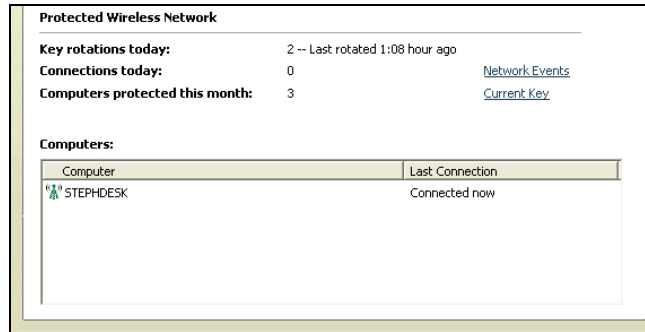 Protected Wireless Network
Key rotations today: 2 -- Last rotated 1:08 hour ago
Connections today: 0 Network Events
Computers protected this month: 3 Current Key
Computers:
Computer Last Connection
STEPHDESK Connected now